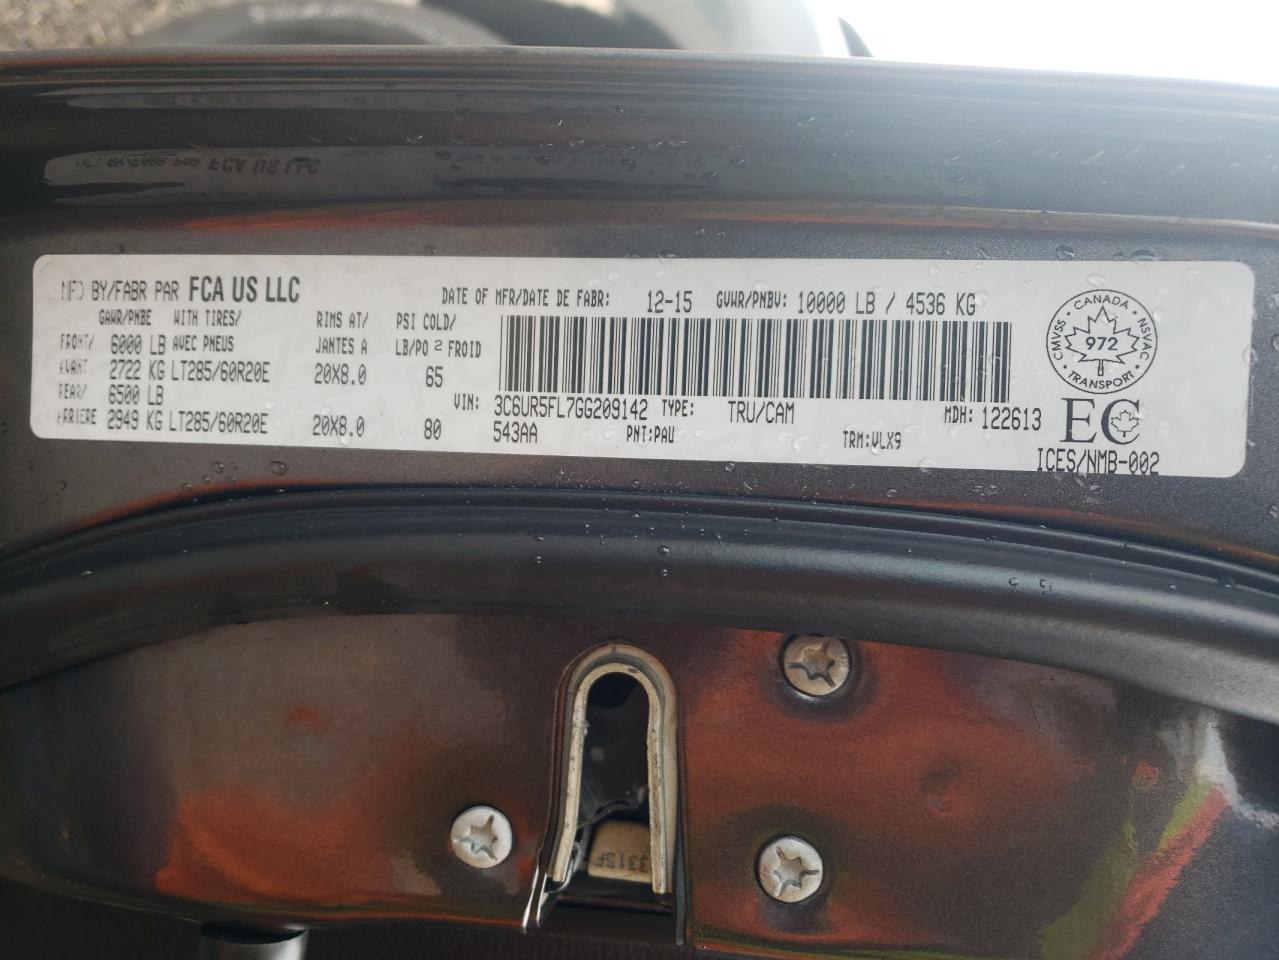 MFD BY/FABR PAR FCA US LLC
DATE OF MFR/DATE DE FABR: 12-15 GVWR/PNBV: 10000 LB / 4536 KG
GAWR/PNBE WITH TIRES/ RIMS AT/ PSI COLD/
FRONT/ 6000 LB AVEC PNEUS JANTES A LB/PO 2 FROID
AVANT 2722 KG LT285/60R20E 20X8.0 65
REAR/ 6500 LB
ARRIERE 2949 KG LT285/60R20E 20X8.0 80
VIN: 3C6UR5FL7GG209142 TYPE: TRU/CAM MDH: 122613
543AA PNT:PAU TRM:VLX9
CANADA
CMVSS 972 NSVAC
TRANSPORT
EC
ICES/NMB-002
3315F